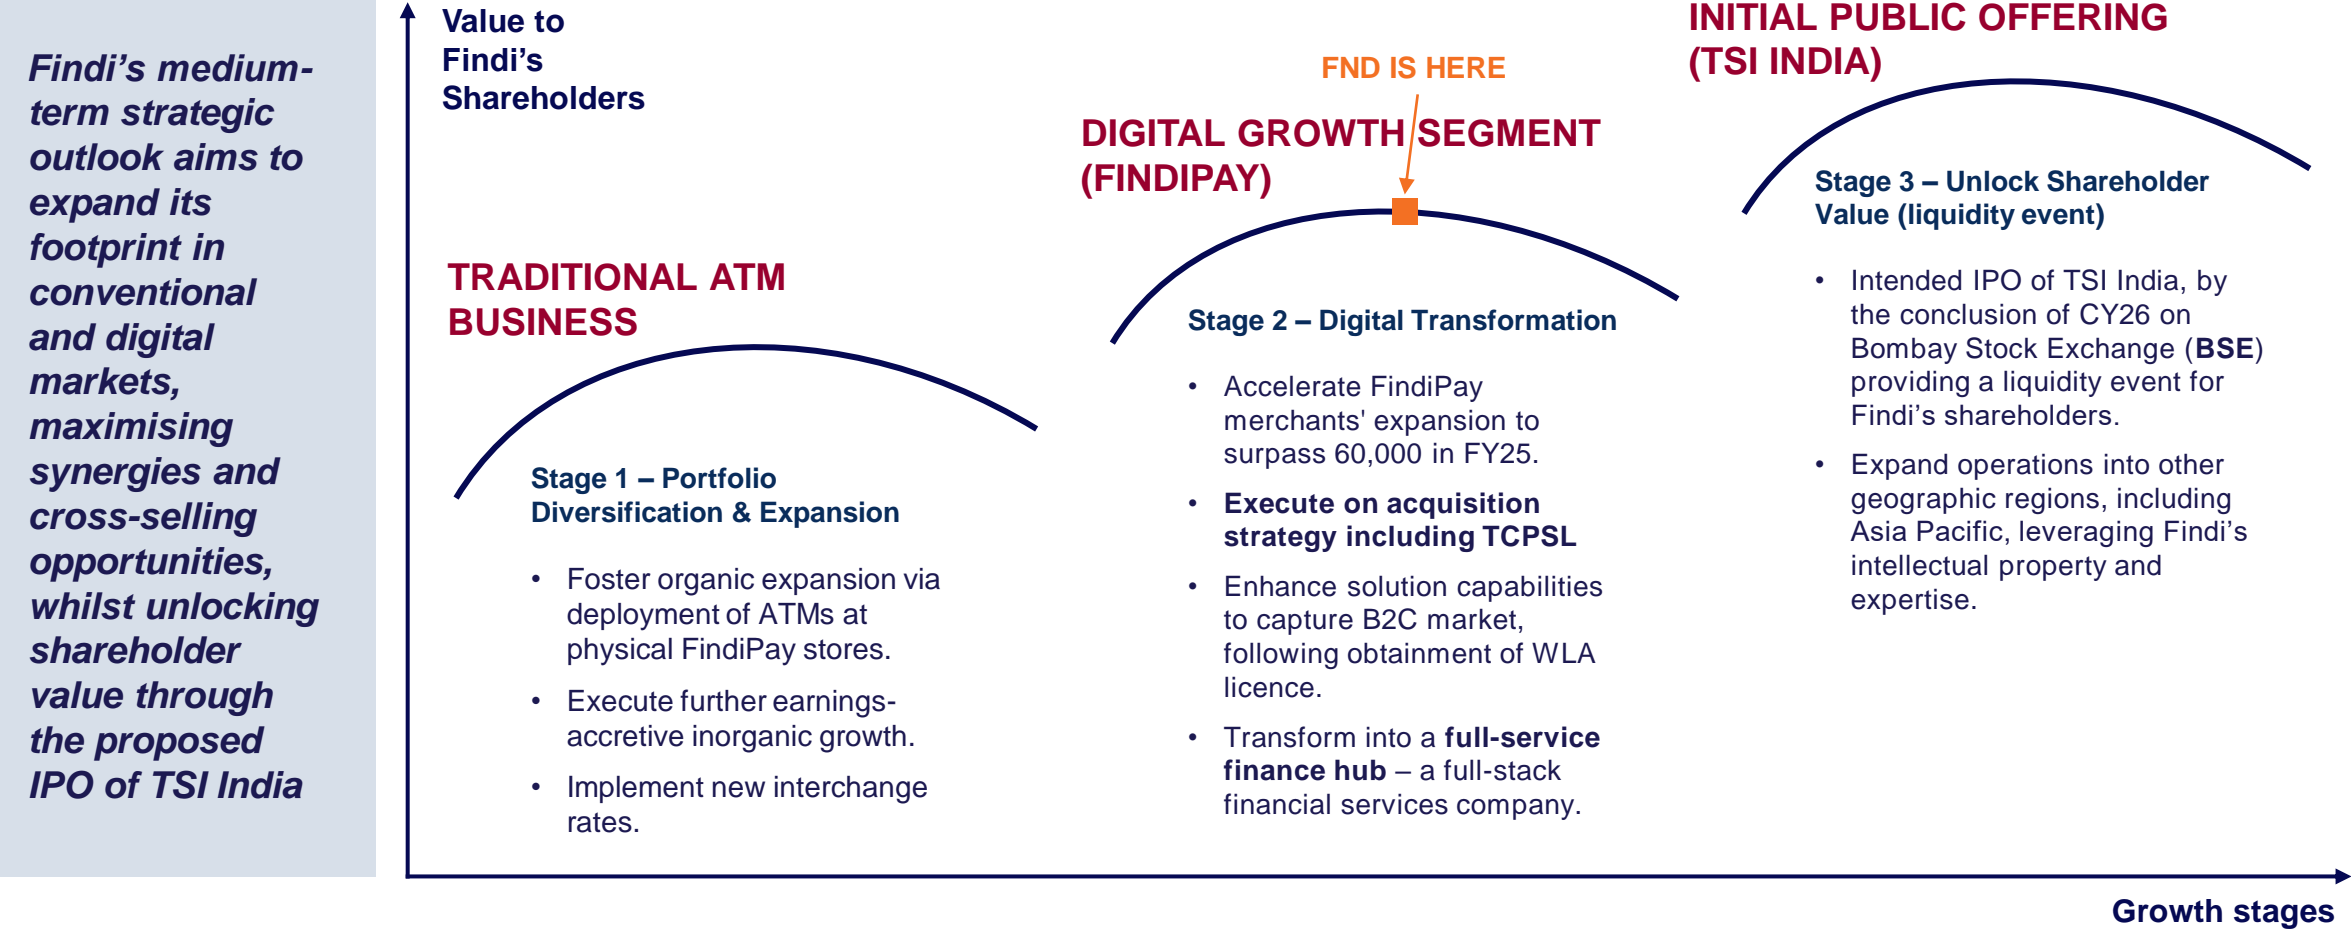 Findi’s medium-
term strategic
outlook aims to
expand its
footprint in
conventional
and digital
markets,
maximising
synergies and
cross-selling
opportunities,
whilst unlocking
shareholder
value through
the proposed
IPO of TSI India
Value to
Findi’s
Shareholders
TRADITIONAL ATM
BUSINESS
Stage 1 – Portfolio
Diversification & Expansion
• Foster organic expansion via
deployment of ATMs at
physical FindiPay stores.
• Execute further earnings-
accretive inorganic growth.
• Implement new interchange
rates.
FND IS HERE
DIGITAL GROWTH SEGMENT
(FINDIPAY)
Stage 2 – Digital Transformation
• Accelerate FindiPay
merchants' expansion to
surpass 60,000 in FY25.
• Execute on acquisition
strategy including TCPSL
• Enhance solution capabilities
to capture B2C market,
following obtainment of WLA
licence.
• Transform into a full-service
finance hub – a full-stack
financial services company.
INITIAL PUBLIC OFFERING
(TSI INDIA)
Stage 3 – Unlock Shareholder
Value (liquidity event)
• Intended IPO of TSI India, by
the conclusion of CY26 on
Bombay Stock Exchange (BSE)
providing a liquidity event for
Findi’s shareholders.
• Expand operations into other
geographic regions, including
Asia Pacific, leveraging Findi’s
intellectual property and
expertise.
Growth stages